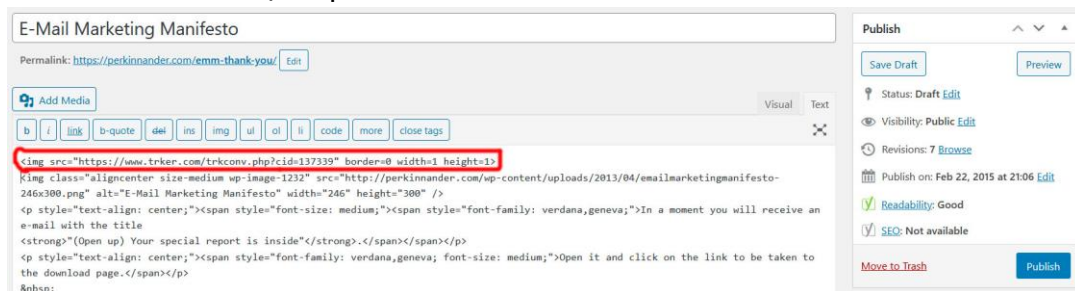 E-Mail Marketing Manifesto
Permalink: https://perkinnander.com/emm-thank-you/ Edit
Add Media
Visual Text
b i link b-quote del ins img ul ol li code more close tags
<img src="https://www.trker.com/trkconv.php?cid=137339" border=0 width=1 height=1>
<img class="aligncenter size-medium wp-image-1232" src="http://perkinnander.com/wp-content/uploads/2013/04/emailmarketingmanifesto-
246x300.png" alt="E-Mail Marketing Manifesto" width="246" height="300" />
<p style="text-align: center;"><span style="font-size: medium;"><span style="font-family: verdana,geneva;">In a moment you will receive an
e-mail with the title
<strong>"(Open up) Your special report is inside"</strong>.</span></span></p>
<p style="text-align: center;"><span style="font-family: verdana,geneva; font-size: medium;">Open it and click on the link to be taken to
the download page.</span></p>
&nbsp;
Publish
Save Draft Preview
Status: Draft Edit
Visibility: Public Edit
Revisions: 7 Browse
Publish on: Feb 22, 2015 at 21:06 Edit
Readability: Good
SEO: Not available
Move to Trash Publish